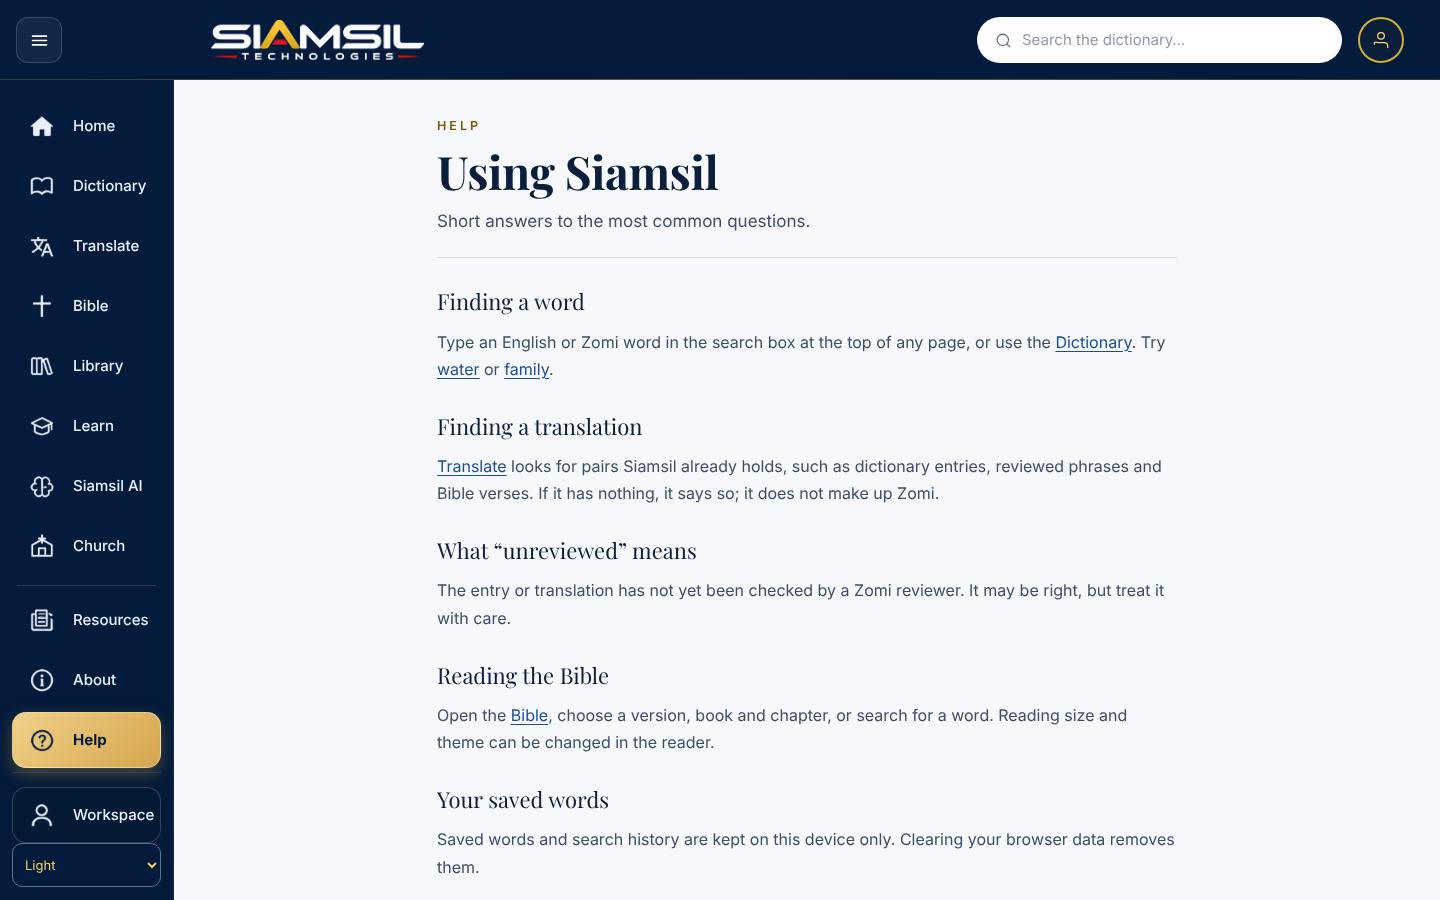 SIAMSIL
TECHNOLOGIES
Search the dictionary...
Home
Dictionary
Translate
Bible
Library
Learn
Siamsil AI
Church
Resources
About
Help
Workspace
Light
HELP
Using Siamsil
Short answers to the most common questions.
Finding a word
Type an English or Zomi word in the search box at the top of any page, or use the Dictionary. Try
water or family.
Finding a translation
Translate looks for pairs Siamsil already holds, such as dictionary entries, reviewed phrases and
Bible verses. If it has nothing, it says so; it does not make up Zomi.
What “unreviewed” means
The entry or translation has not yet been checked by a Zomi reviewer. It may be right, but treat it
with care.
Reading the Bible
Open the Bible, choose a version, book and chapter, or search for a word. Reading size and
theme can be changed in the reader.
Your saved words
Saved words and search history are kept on this device only. Clearing your browser data removes
them.